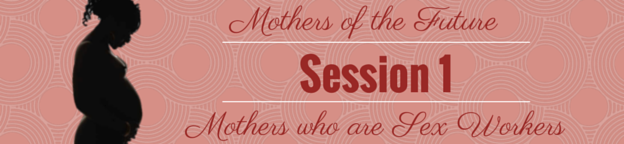 Mothers of the Future
Session 1
Mothers who are Sex Workers